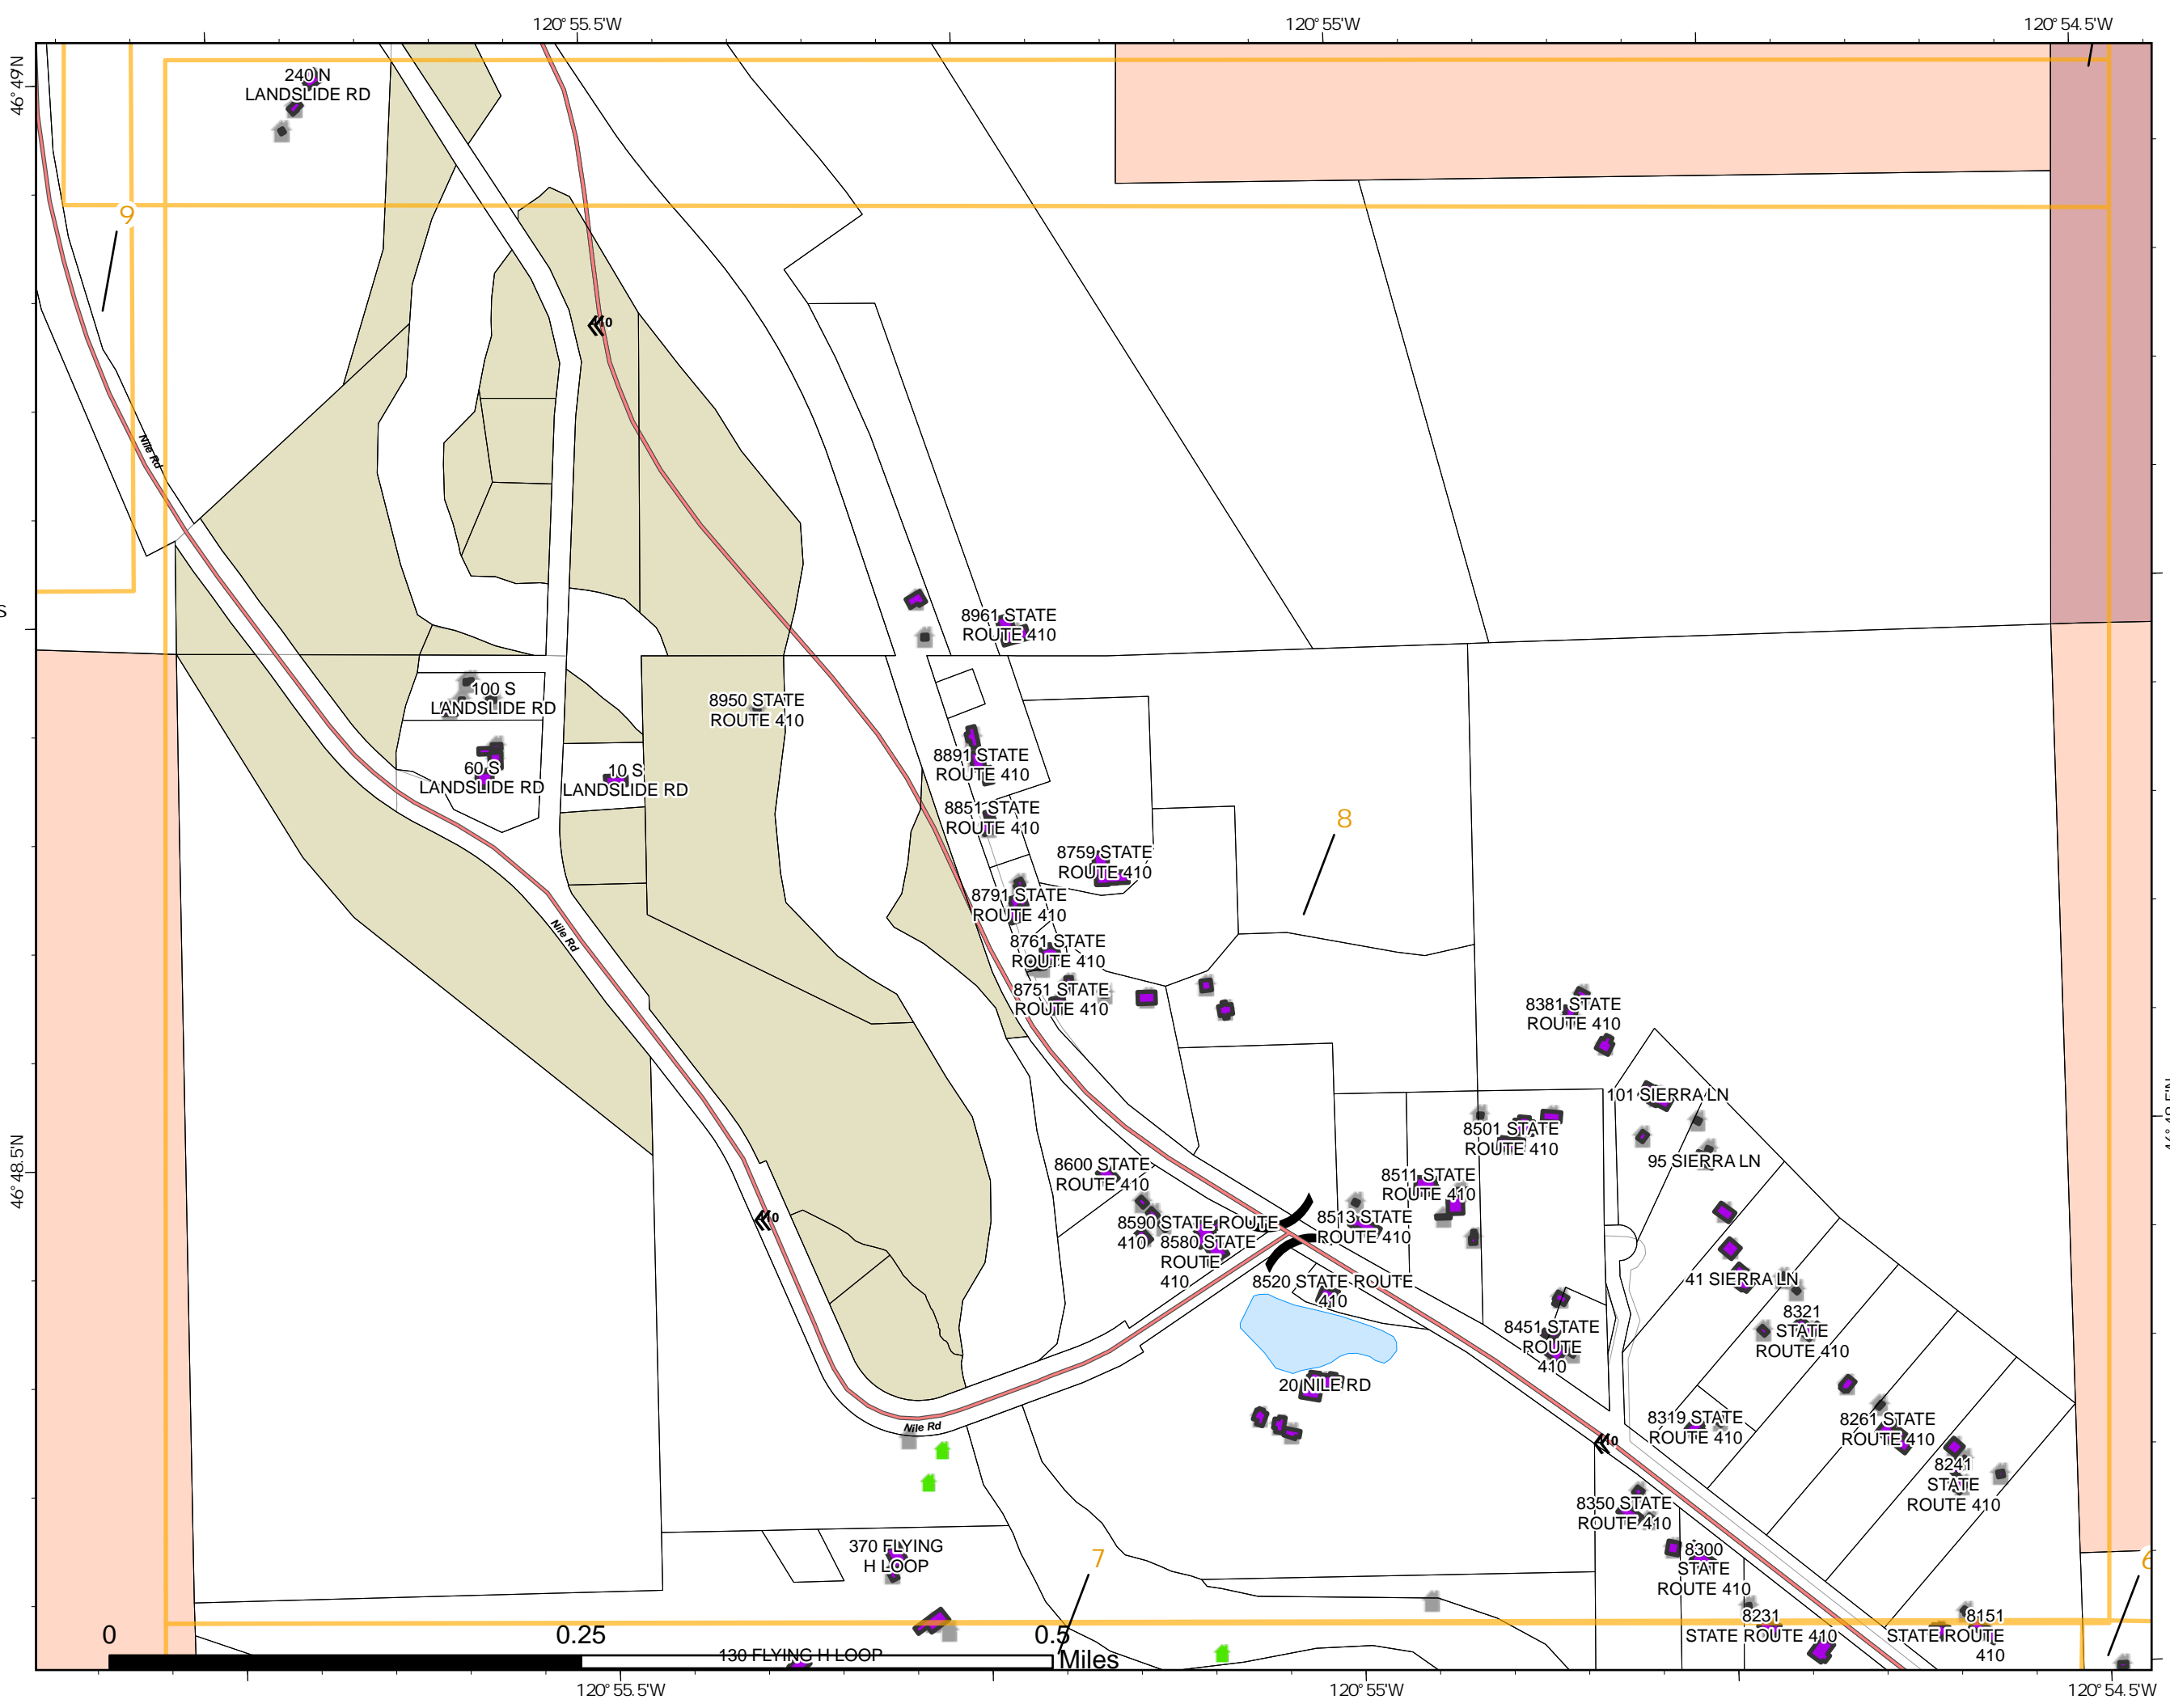 120°55.5'W
120°55'W
120°54.5'W
46°49'N
240 N
LANDSLIDE RD
9
Nile Rd
S
8961 STATE
ROUTE 410
100 S
LANDSLIDE RD
8950 STATE
ROUTE 410
60 S
LANDSLIDE RD
10 S
LANDSLIDE RD
8891 STATE
ROUTE 410
8851 STATE
ROUTE 410
8
8759 STATE
ROUTE 410
8791 STATE
ROUTE 410
Nile Rd
8761 STATE
ROUTE 410
8751 STATE
ROUTE 410
8381 STATE
ROUTE 410
101 SIERRA LN
8501 STATE
ROUTE 410
95 SIERRA LN
46°48.5'N
8600 STATE
ROUTE 410
8511 STATE
ROUTE 410
8590 STATE ROUTE
410
8513 STATE
ROUTE 410
8580 STATE
ROUTE
410
8520 STATE ROUTE
410
41 SIERRA LN
8321
STATE
ROUTE 410
8451 STATE
ROUTE
410
20 NILE RD
Nile Rd
8319 STATE
ROUTE 410
8261 STATE
ROUTE 410
8241
STATE
ROUTE 410
8350 STATE
ROUTE 410
370 FLYING
H LOOP
7
8300
STATE
ROUTE 410
6
8231
STATE ROUTE 410
8151
STATE ROUTE
410
0
0.25
0.5
Miles
130 FLYING H LOOP
120°55.5'W
120°55'W
120°54.5'W